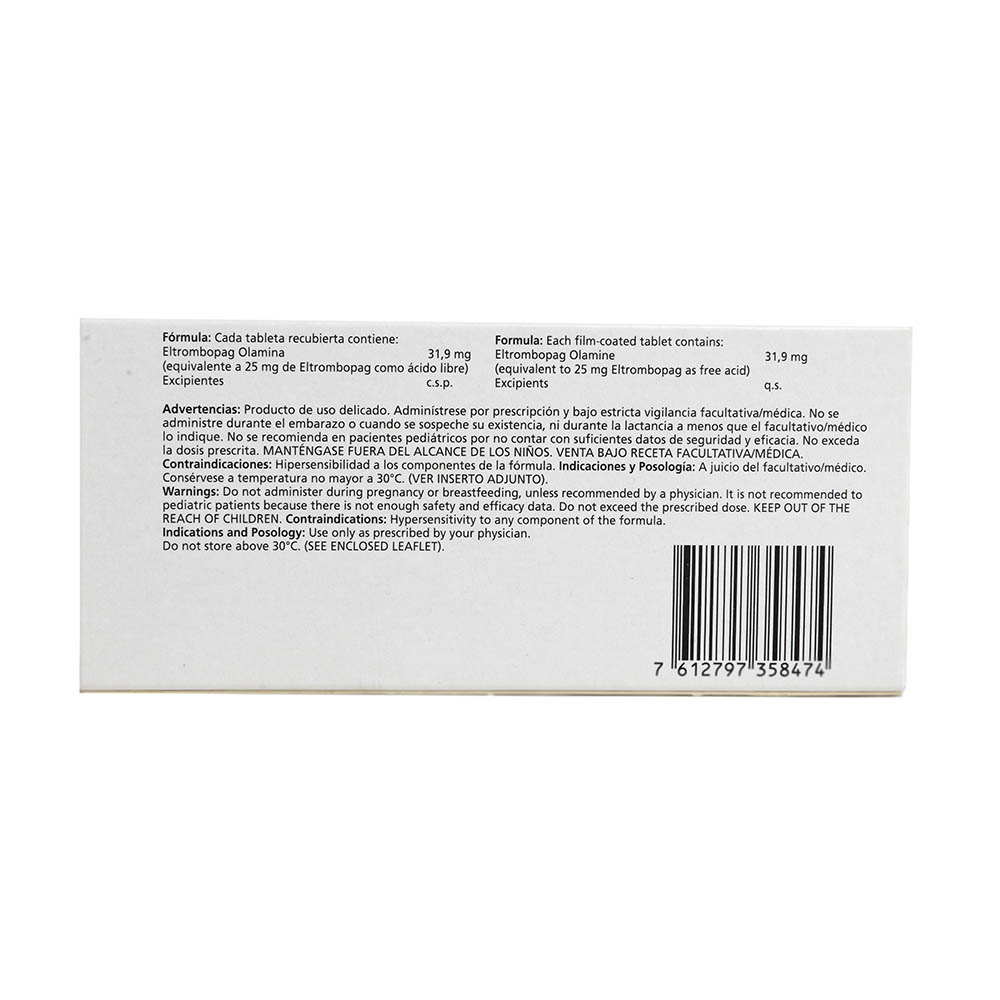 Fórmula: Cada tableta recubierta contiene:
Eltrombopag Olamina 31,9 mg
(equivalente a 25 mg de Eltrombopag como ácido libre)
Excipientes c.s.p.
Formula: Each film-coated tablet contains:
Eltrombopag Olamine 31,9 mg
(equivalent to 25 mg Eltrombopag as free acid)
Excipients q.s.
Advertencias: Producto de uso delicado. Adminístrese por prescripción y bajo estricta vigilancia facultativa/médica. No se
administre durante el embarazo o cuando se sospeche su existencia, ni durante la lactancia a menos que el facultativo/médico
lo indique. No se recomienda en pacientes pediátricos por no contar con suficientes datos de seguridad y eficacia. No exceda
la dosis prescrita. MANTÉNGASE FUERA DEL ALCANCE DE LOS NIÑOS. VENTA BAJO RECETA FACULTATIVA/MÉDICA.
Contraindicaciones: Hipersensibilidad a los componentes de la fórmula. Indicaciones y Posología: A juicio del facultativo/médico.
Consérvese a temperatura no mayor a 30°C. (VER INSERTO ADJUNTO).
Warnings: Do not administer during pregnancy or breastfeeding, unless recommended by a physician. It is not recommended to
pediatric patients because there is not enough safety and efficacy data. Do not exceed the prescribed dose. KEEP OUT OF THE
REACH OF CHILDREN. Contraindications: Hypersensitivity to any component of the formula.
Indications and Posology: Use only as prescribed by your physician.
Do not store above 30°C. (SEE ENCLOSED LEAFLET).
7 612797 358474